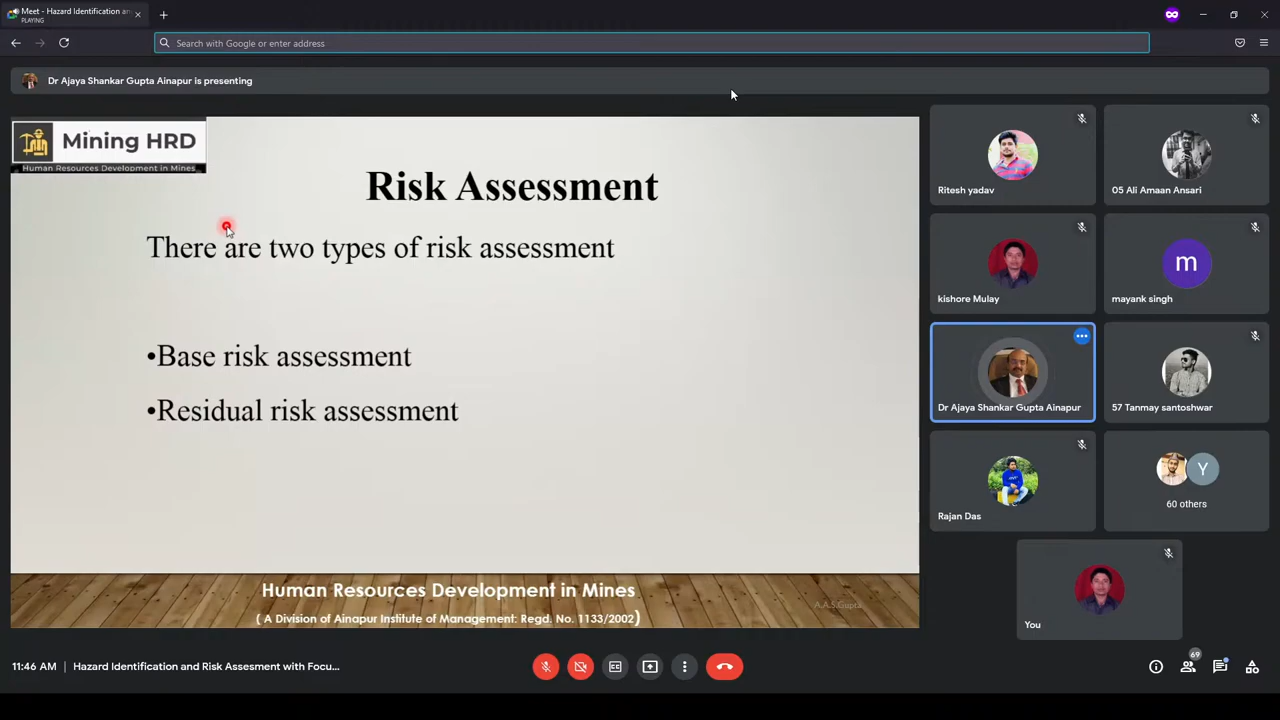 Meet - Hazard Identification an
PLAYING
Search with Google or enter address
Dr Ajaya Shankar Gupta Ainapur is presenting
Mining HRD
Human Resources Development in Mines
Risk Assessment
There are two types of risk assessment
•Base risk assessment
•Residual risk assessment
Human Resources Development in Mines
( A Division of Ainapur Institute of Management: Regd. No. 1133/2002)
A.A.S.Gupta
Ritesh yadav
05 Ali Amaan Ansari
kishore Mulay
m
mayank singh
Dr Ajaya Shankar Gupta Ainapur
57 Tanmay santoshwar
Rajan Das
Y
60 others
You
11:46 AM | Hazard Identification and Risk Assesment with Focu...
69